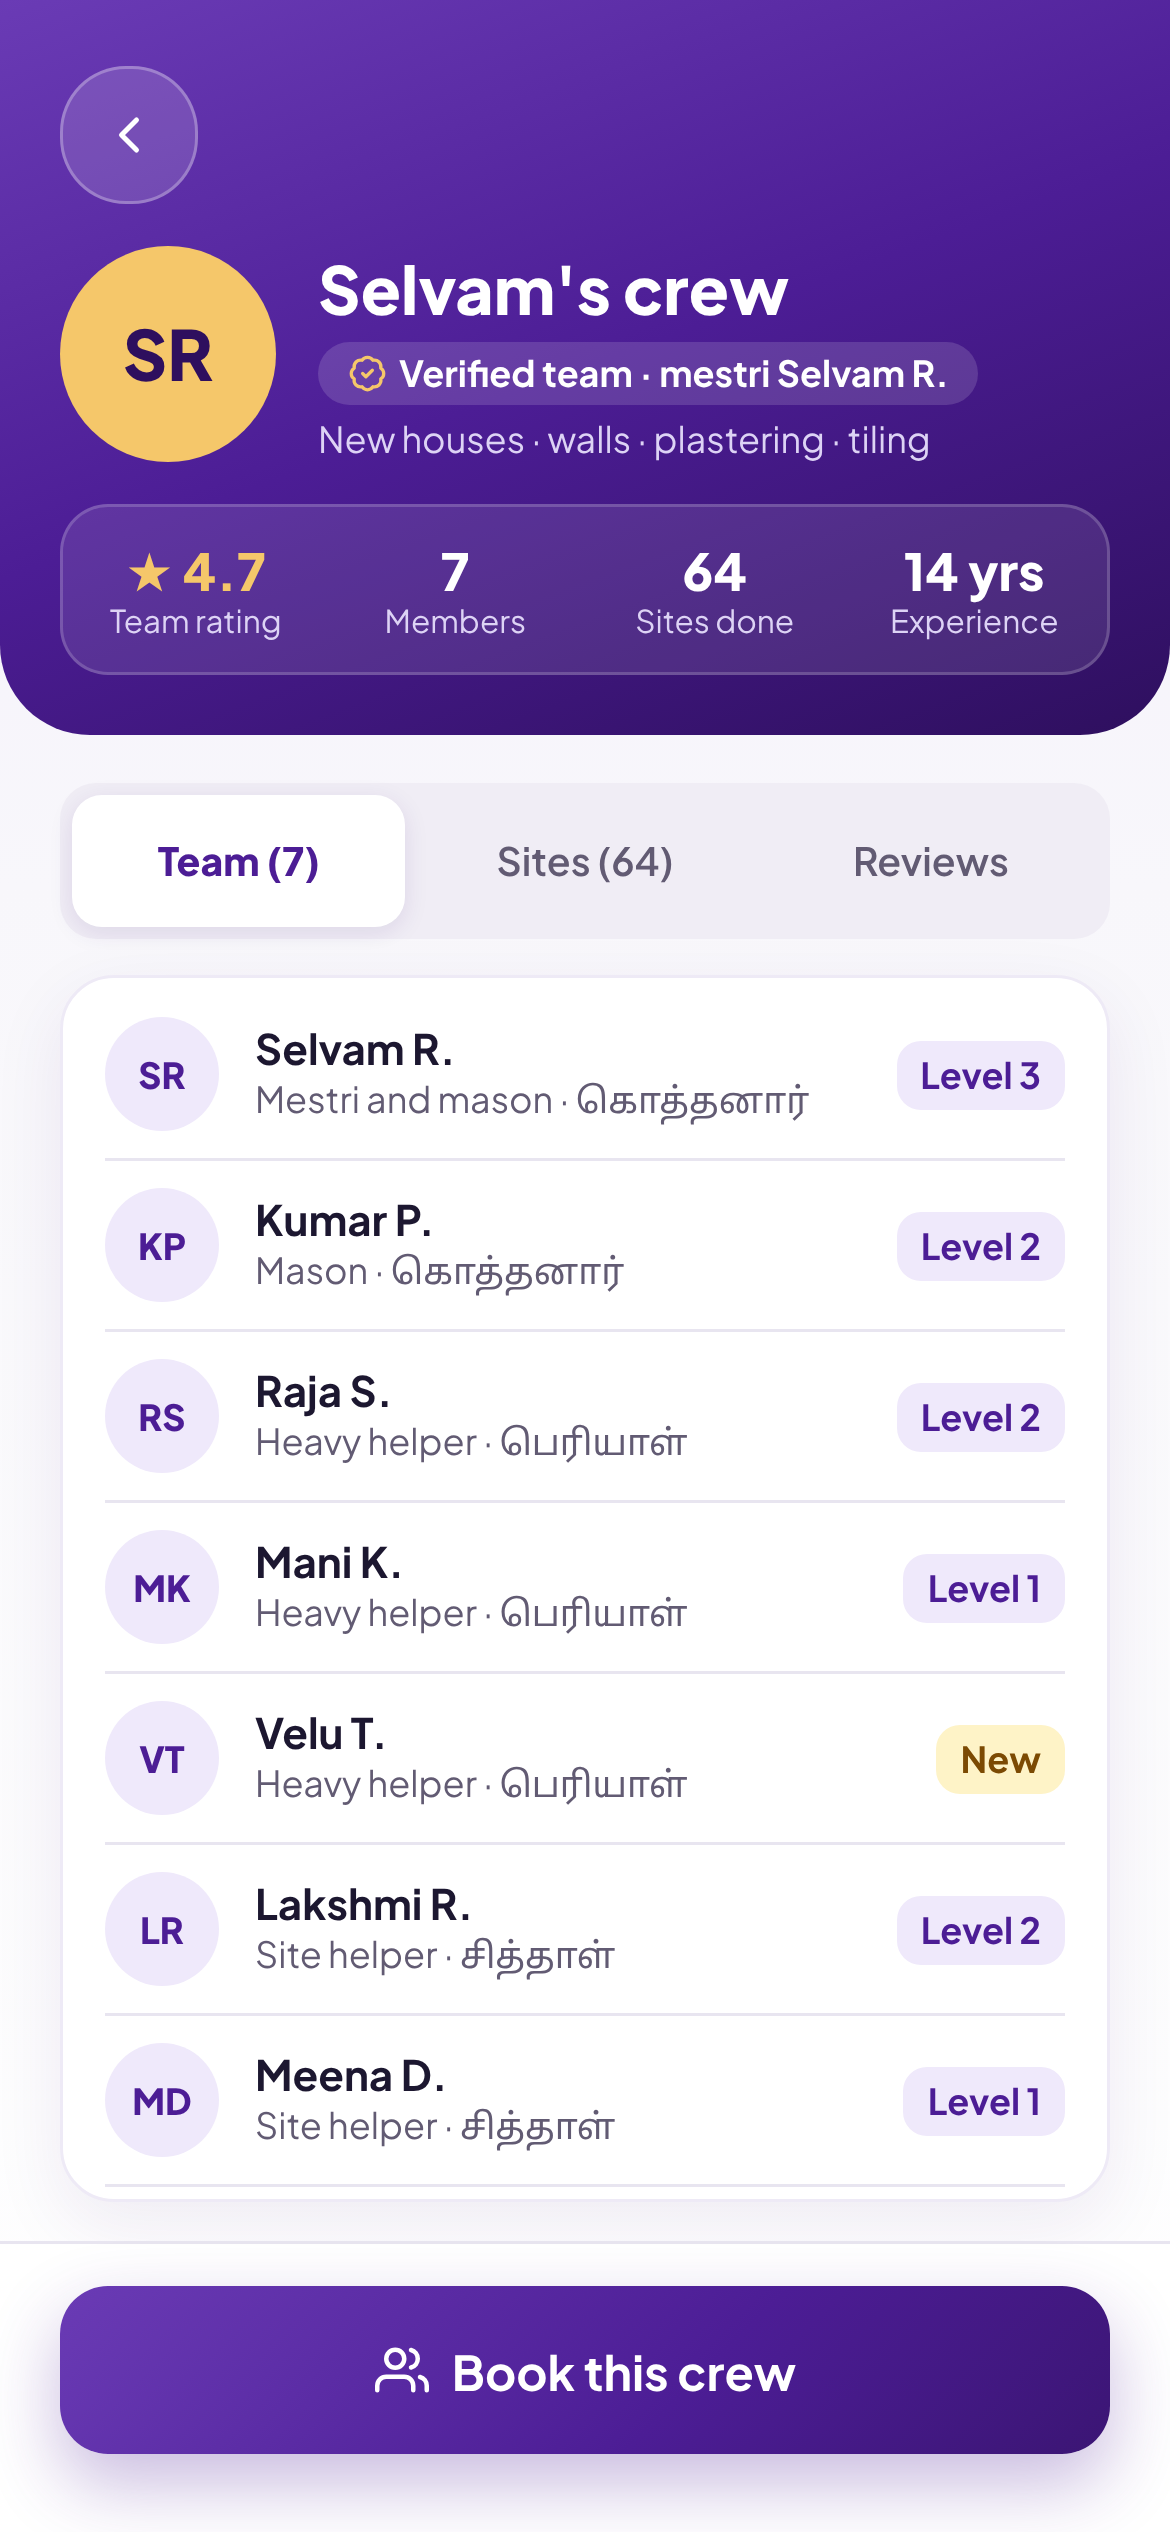 SR
Selvam's crew
Verified team · mestri Selvam R.
New houses · walls · plastering · tiling
★ 4.7
Team rating
7
Members
64
Sites done
14 yrs
Experience
Team (7)
Sites (64)
Reviews
SR
Selvam R.
Mestri and mason · கொத்தனார்
Level 3
KP
Kumar P.
Mason · கொத்தனார்
Level 2
RS
Raja S.
Heavy helper · பெரியாள்
Level 2
MK
Mani K.
Heavy helper · பெரியாள்
Level 1
VT
Velu T.
Heavy helper · பெரியாள்
New
LR
Lakshmi R.
Site helper · சித்தாள்
Level 2
MD
Meena D.
Site helper · சித்தாள்
Level 1
Book this crew